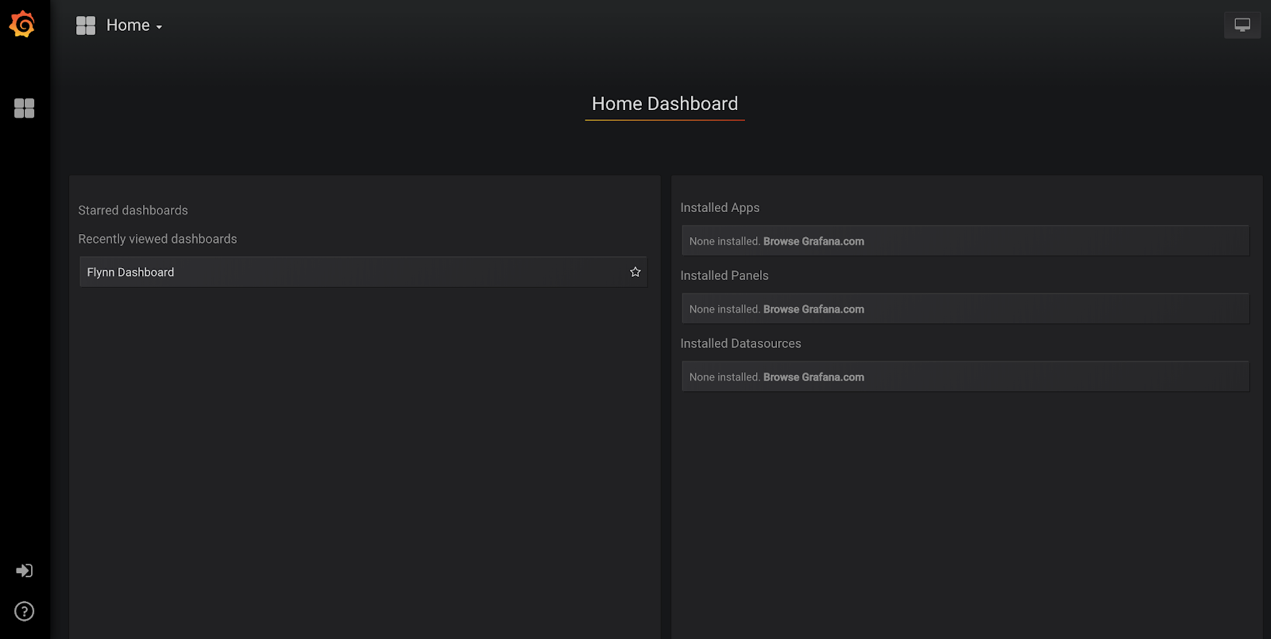 Home
Home Dashboard
Starred dashboards
Recently viewed dashboards
Flynn Dashboard
Installed Apps
None installed. Browse Grafana.com
Installed Panels
None installed. Browse Grafana.com
Installed Datasources
None installed. Browse Grafana.com